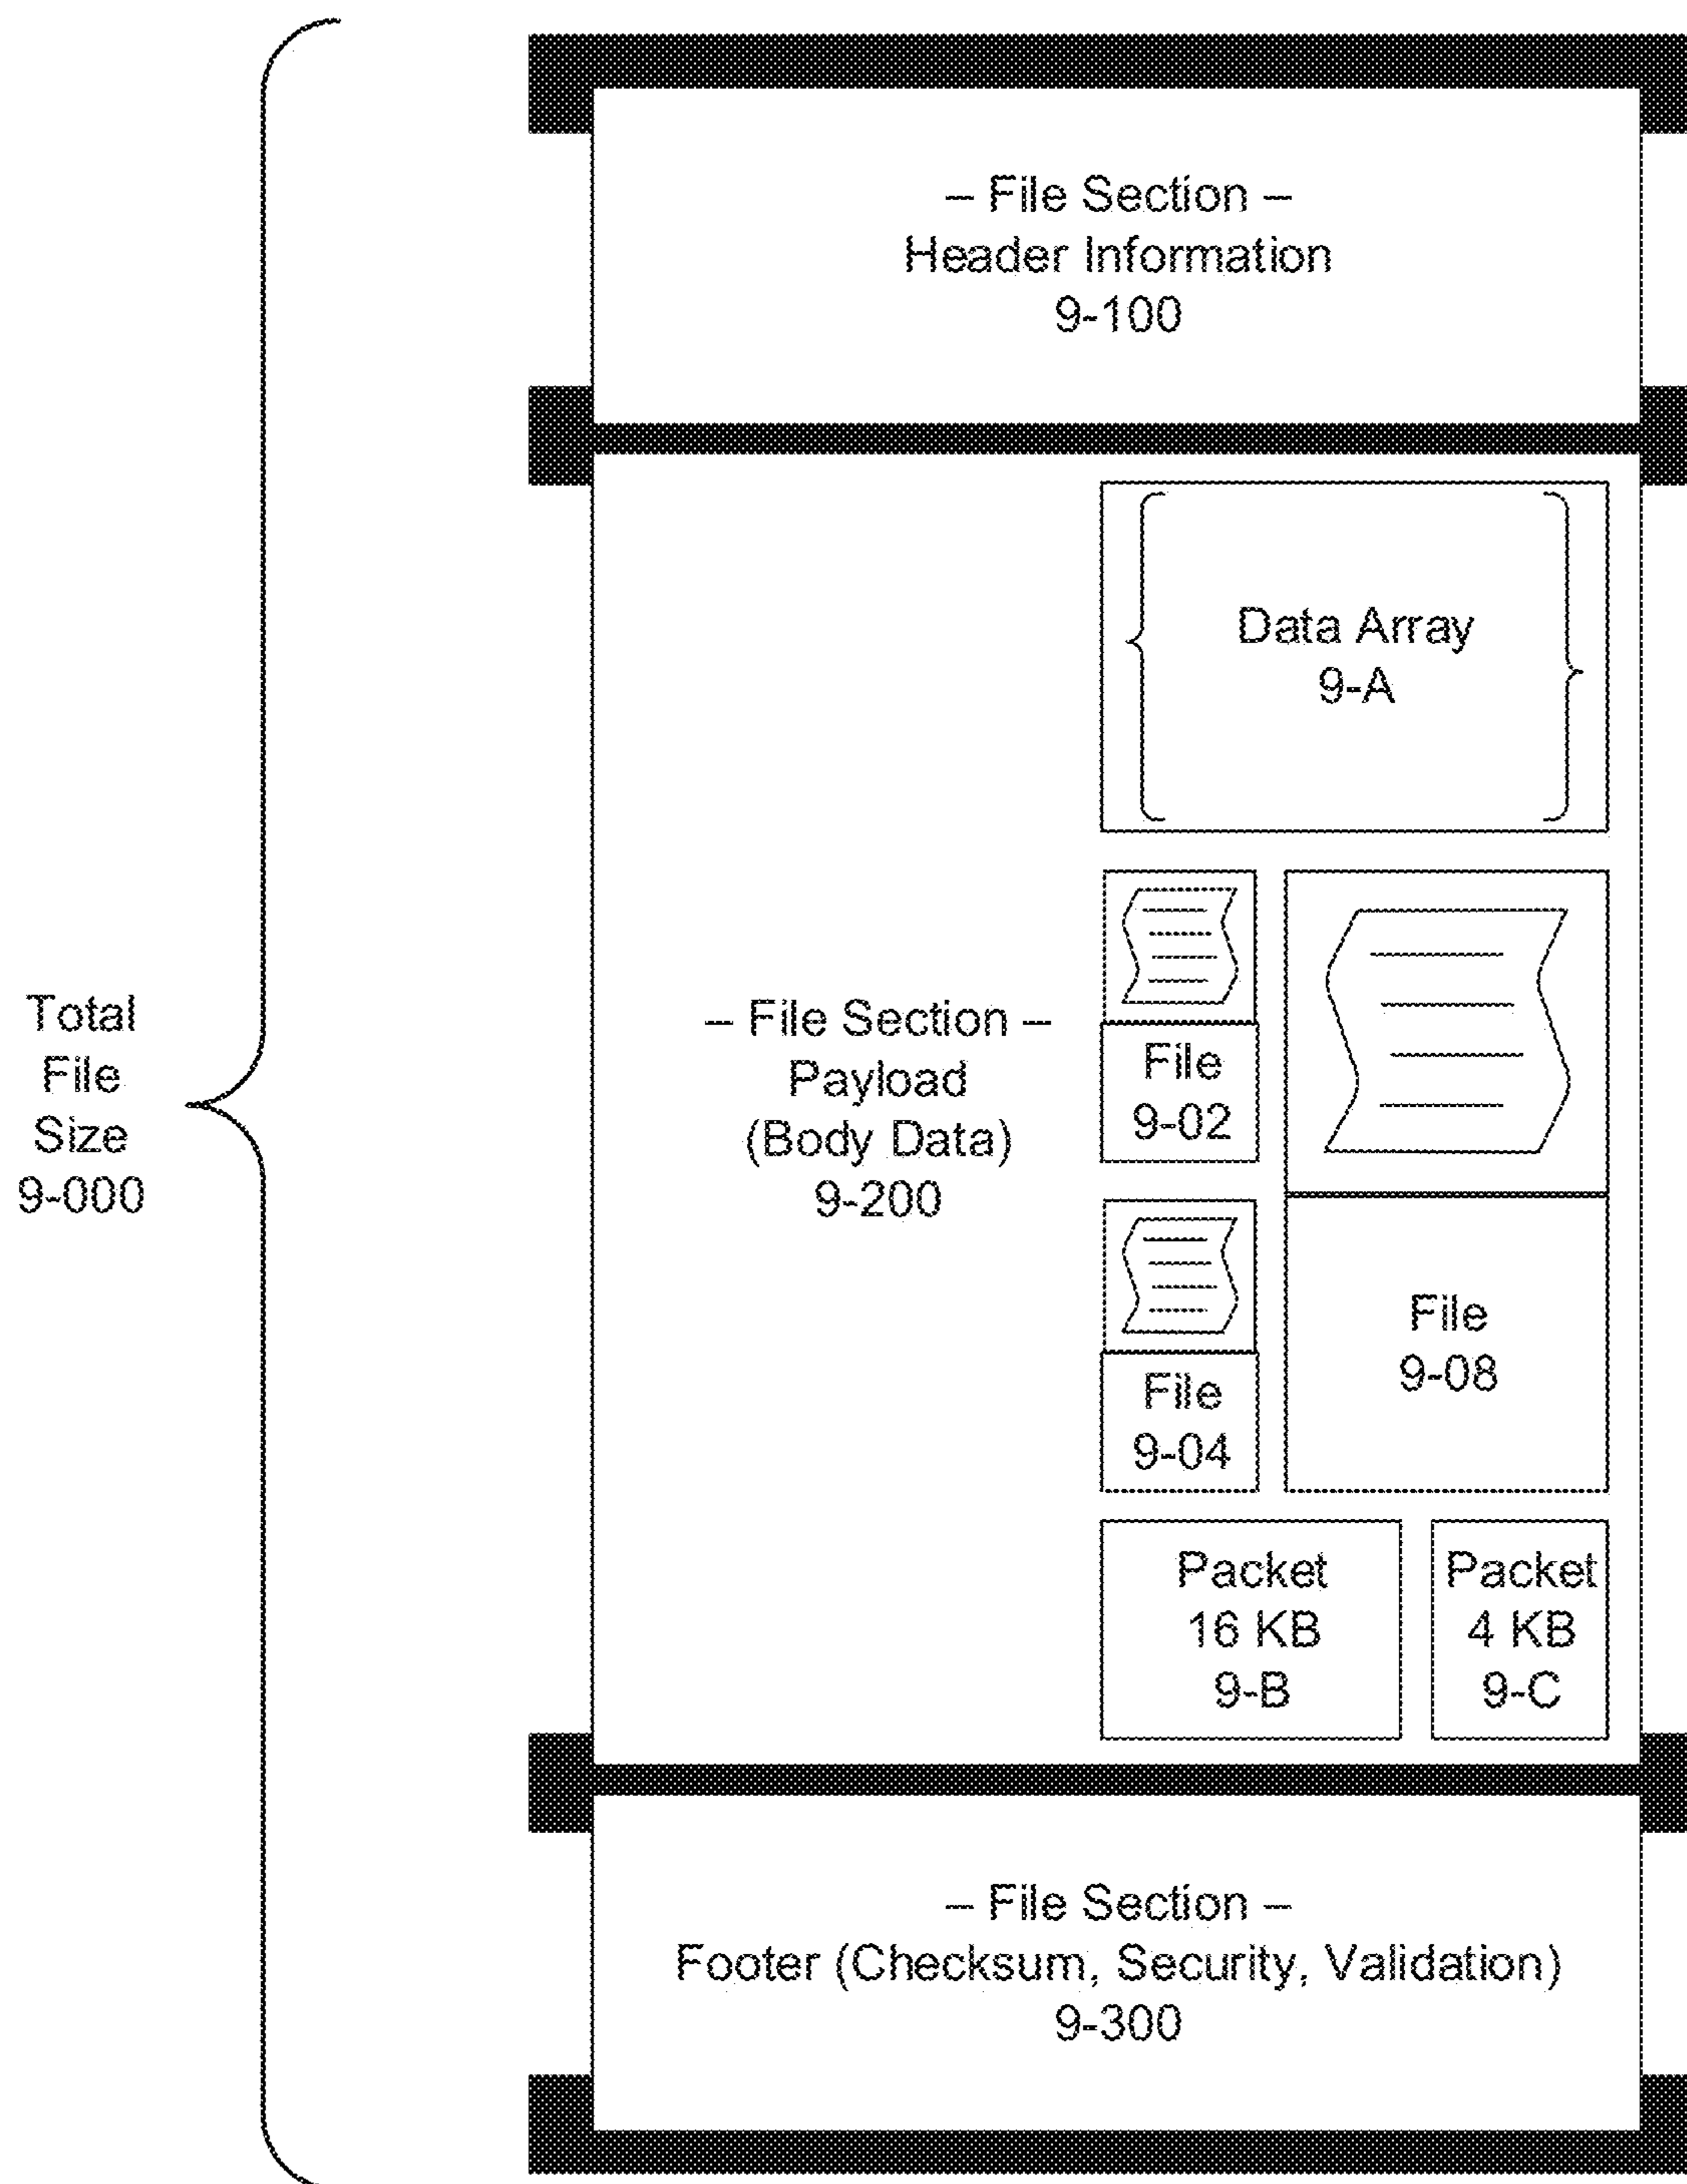 – File Section –
Header Information
9-100
Total
File
Size
9-000
– File Section –
Payload
(Body Data)
9-200
Data Array
9-A
File
9-02
File
9-04
File
9-08
Packet
16 KB
9-B
Packet
4 KB
9-C
– File Section –
Footer (Checksum, Security, Validation)
9-300